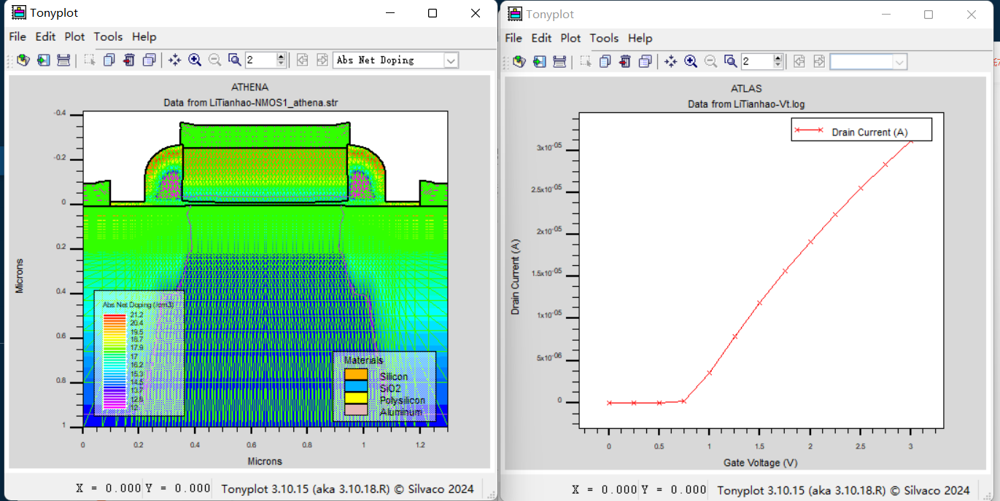 Tonyplot
File Edit Plot Tools Help
2
Abs Net Doping
ATHENA
Data from LiTianhao-NMOS1_athena.str
-0.4
-0.2
0
0.2
0.4
0.6
0.8
1
Microns
Abs Net Doping (/cm3)
21.2
20.4
19.5
18.7
17.9
17
16.2
15.3
14.5
13.7
12.8
12
Materials
Silicon
SiO2
Polysilicon
Aluminum
0 0.2 0.4 0.6 0.8 1 1.2
Microns
X = 0.000 Y = 0.000 Tonyplot 3.10.15 (aka 3.10.18.R) © Silvaco 2024
Tonyplot
File Edit Plot Tools Help
2
ATLAS
Data from LiTianhao-Vt.log
Drain Current (A)
3x10-05
2.5x10-05
2x10-05
1.5x10-05
1x10-05
5x10-06
0
Drain Current (A)
0 0.5 1 1.5 2 2.5 3
Gate Voltage (V)
X = 0.000 Y = 0.000 Tonyplot 3.10.15 (aka 3.10.18.R) © Silvaco 2024